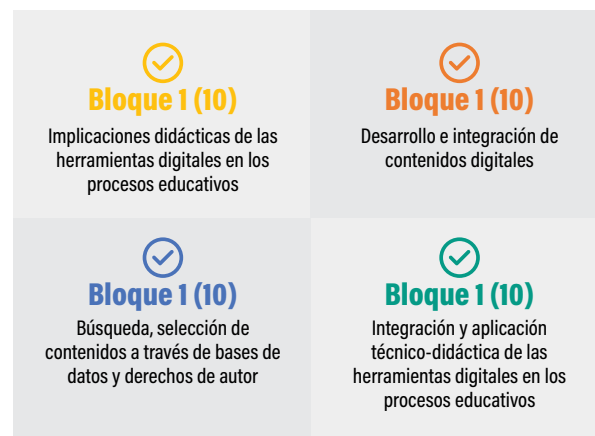 Bloque 1 (10)
Implicaciones didácticas de las
herramientas digitales en los
procesos educativos
Bloque 1 (10)
Desarrollo e integración de
contenidos digitales
Bloque 1 (10)
Búsqueda, selección de
contenidos a través de bases de
datos y derechos de autor
Bloque 1 (10)
Integración y aplicación
técnico-didáctica de las
herramientas digitales en los
procesos educativos